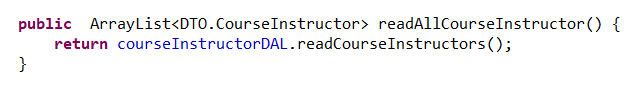 public  ArrayList<DTO.CourseInstructor> readAllCourseInstructor() {
    return courseInstructorDAL.readCourseInstructors();
}